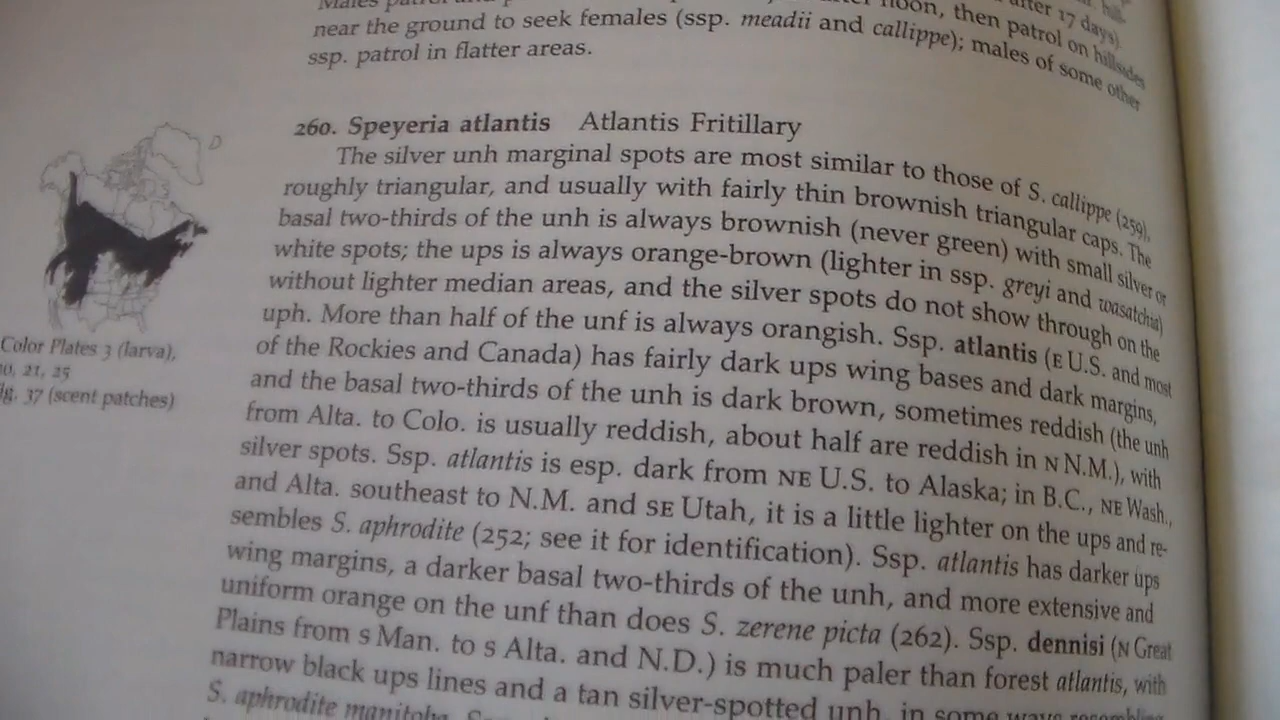 Males patrol and
after 17 days).
near the ground to seek females (ssp. meadii and callippe); males of some other
noon, then patrol on hillsides
ssp. patrol in flatter areas.
260. Speyeria atlantis Atlantis Fritillary
The silver unh marginal spots are most similar to those of S. callippe (259),
roughly triangular, and usually with fairly thin brownish triangular caps. The
basal two-thirds of the unh is always brownish (never green) with small silver or
white spots; the ups is always orange-brown (lighter in ssp. greyi and wasatchia)
without lighter median areas, and the silver spots do not show through on the
uph. More than half of the unf is always orangish. Ssp. atlantis (E U.S. and most
of the Rockies and Canada) has fairly dark ups wing bases and dark margins,
and the basal two-thirds of the unh is dark brown, sometimes reddish (the unh
from Alta. to Colo. is usually reddish, about half are reddish in N N.M.), with
silver spots. Ssp. atlantis is esp. dark from NE U.S. to Alaska; in B.C., NE Wash.,
and Alta. southeast to N.M. and SE Utah, it is a little lighter on the ups and re-
sembles S. aphrodite (252; see it for identification). Ssp. atlantis has darker ups
wing margins, a darker basal two-thirds of the unh, and more extensive and
uniform orange on the unf than does S. zerene picta (262). Ssp. dennisi (N Great
Plains from s Man. to s Alta. and N.D.) is much paler than forest atlantis, with
narrow black ups lines and a tan silver-spotted unh, in some ways resembling
S. aphrodite manitoba.
Color Plates 3 (larva),
21, 25
37 (scent patches)